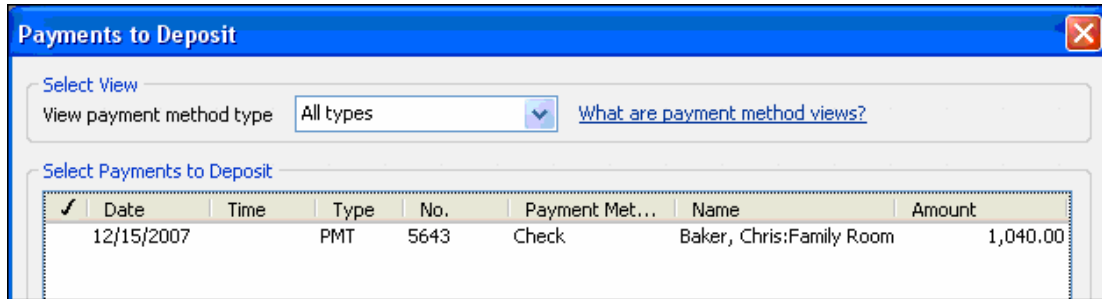 Payments to Deposit
Select View
View payment method type All types What are payment method views?
Select Payments to Deposit
✓ Date Time Type No. Payment Met... Name Amount
12/15/2007 PMT 5643 Check Baker, Chris:Family Room 1,040.00